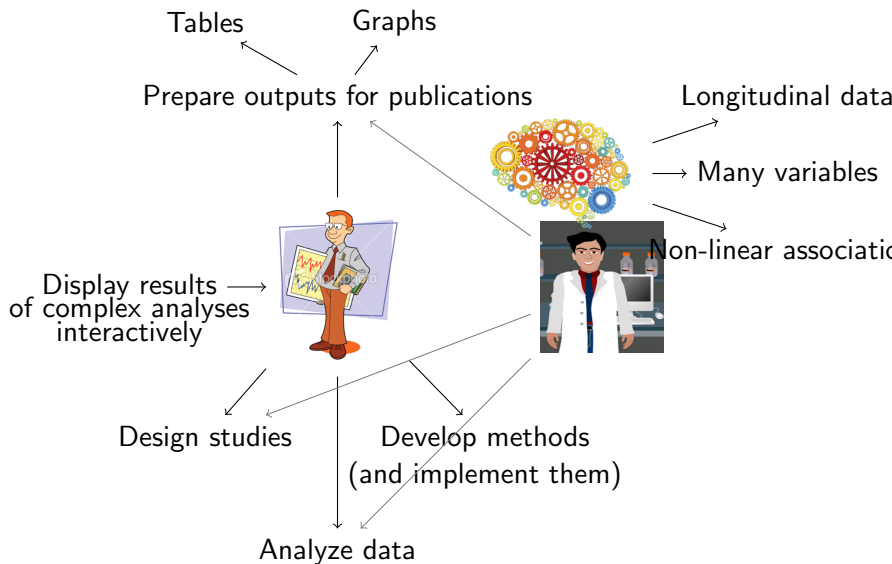 Tables
Graphs
Prepare outputs for publications
Longitudinal data
Many variables
Non-linear associatio
Display results
of complex analyses
interactively
Design studies
Develop methods
(and implement them)
Analyze data